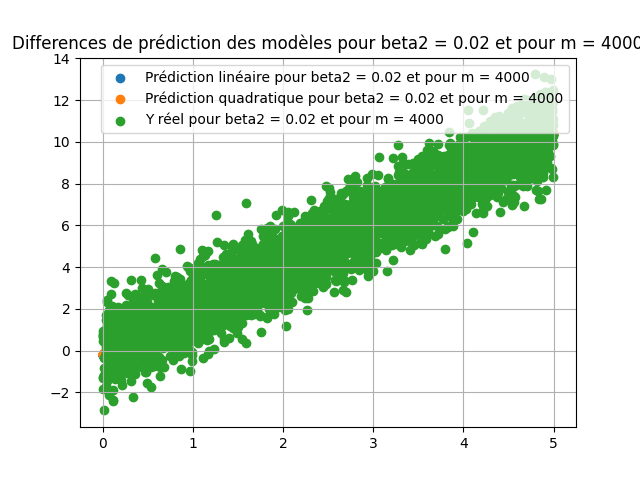 Differences de prédiction des modèles pour beta2 = 0.02 et pour m = 4000
Prédiction linéaire pour beta2 = 0.02 et pour m = 4000
Prédiction quadratique pour beta2 = 0.02 et pour m = 4000
Y réel pour beta2 = 0.02 et pour m = 4000
14
12
10
8
6
4
2
0
−2
0 1 2 3 4 5